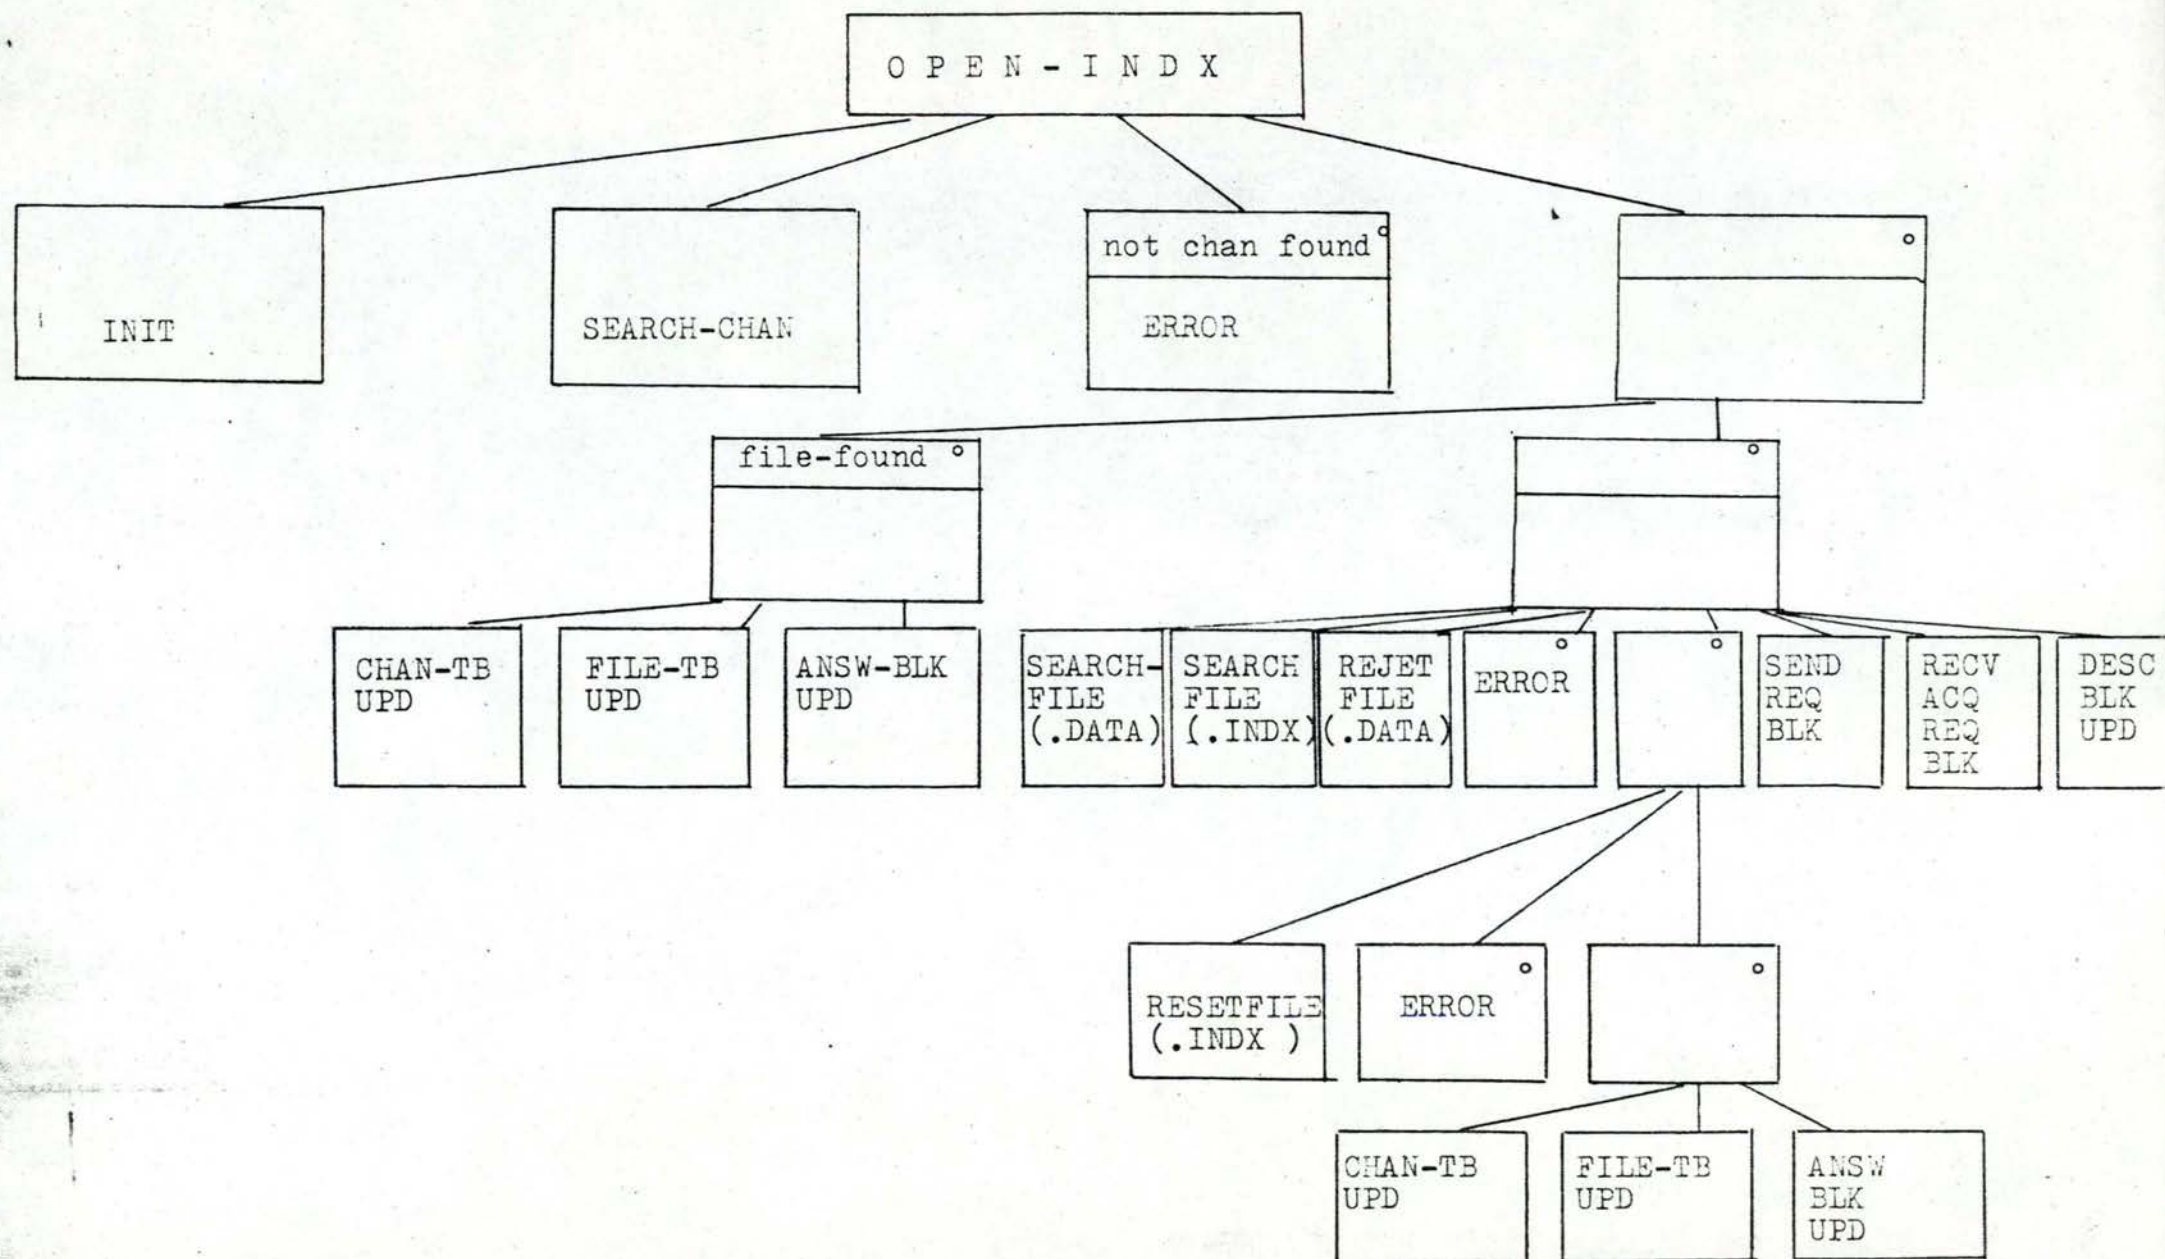 OPEN-INDX
INIT
SEARCH-CHAN
not chan found
ERROR
file-found
CHAN-TB
UPD
FILE-TB
UPD
ANSW-BLK
UPD
SEARCH-
FILE
(.DATA)
SEARCH
FILE
(.INDX)
REJET
FILE
(.DATA)
ERROR
SEND
REQ
BLK
RECV
ACQ
REQ
BLK
DESC
BLK
UPD
RESETFILE
(.INDX )
ERROR
CHAN-TB
UPD
FILE-TB
UPD
ANSW
BLK
UPD